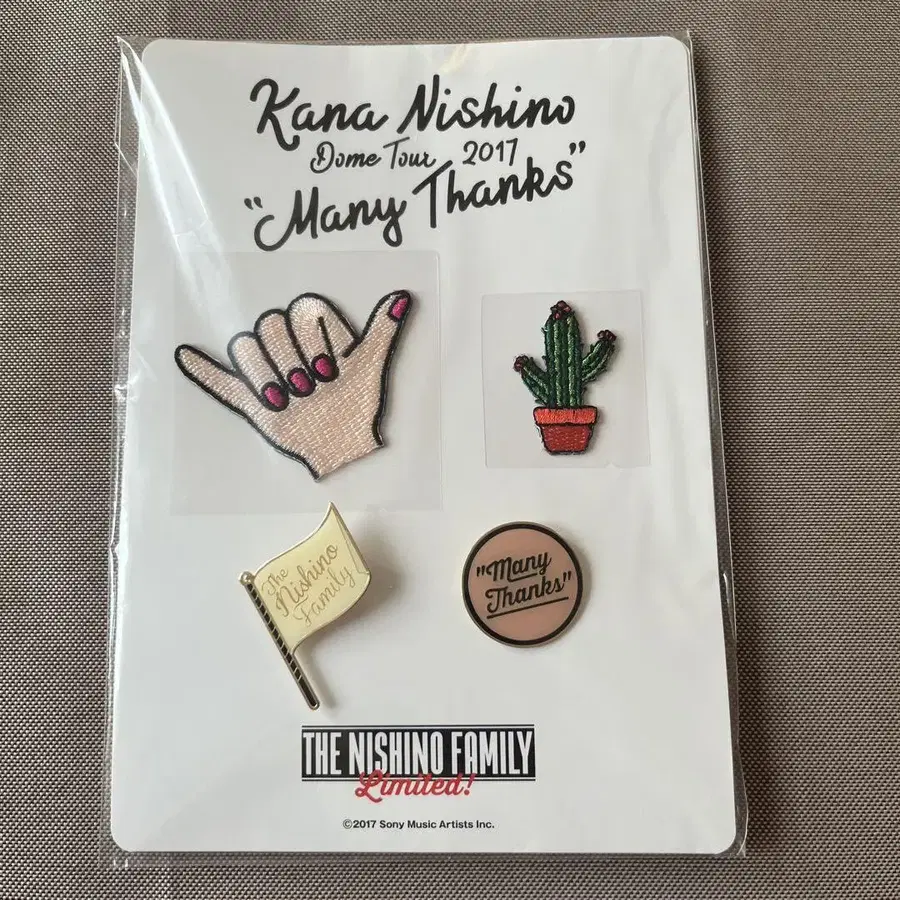 Kana Nishino
Dome Tour 2017
"Many Thanks"
The
Nishino
Family
"Many
Thanks"
THE NISHINO FAMILY
Limited!
©2017 Sony Music Artists Inc.